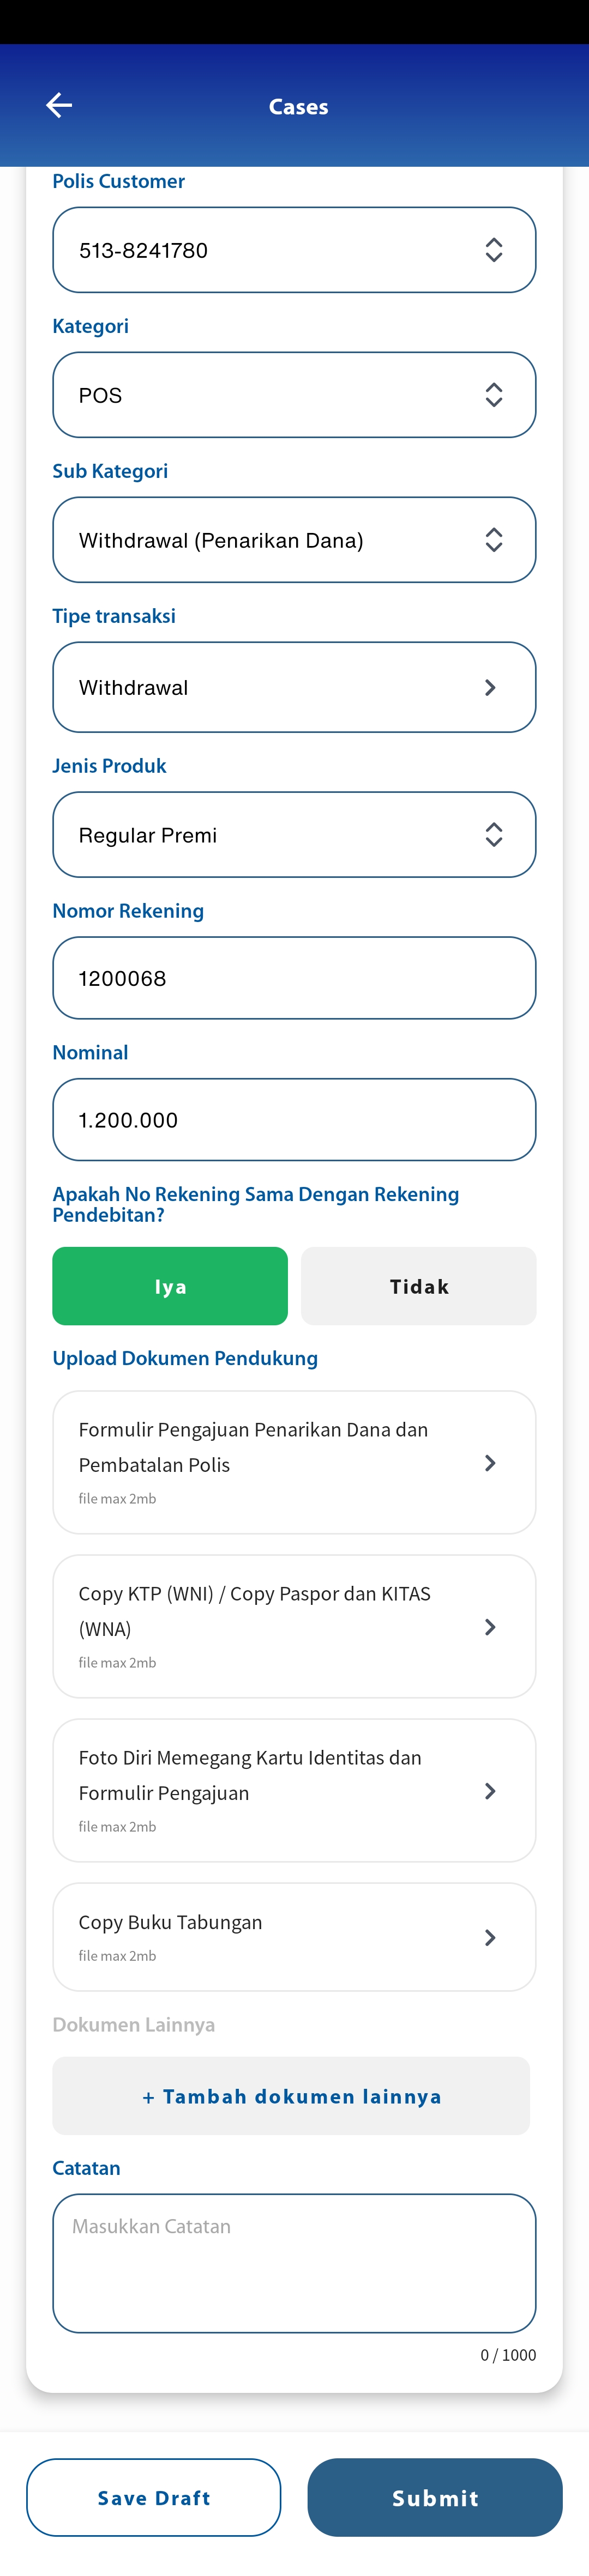 Cases
Polis Customer
513-8241780
Kategori
POS
Sub Kategori
Withdrawal (Penarikan Dana)
Tipe transaksi
Withdrawal
Jenis Produk
Regular Premi
Nomor Rekening
1200068
Nominal
1.200.000
Apakah No Rekening Sama Dengan Rekening
Pendebitan?
Iya
Tidak
Upload Dokumen Pendukung
Formulir Pengajuan Penarikan Dana dan
Pembatalan Polis
file max 2mb
Copy KTP (WNI) / Copy Paspor dan KITAS
(WNA)
file max 2mb
Foto Diri Memegang Kartu Identitas dan
Formulir Pengajuan
file max 2mb
Copy Buku Tabungan
file max 2mb
Dokumen Lainnya
+ Tambah dokumen lainnya
Catatan
Masukkan Catatan
0 / 1000
Save Draft
Submit